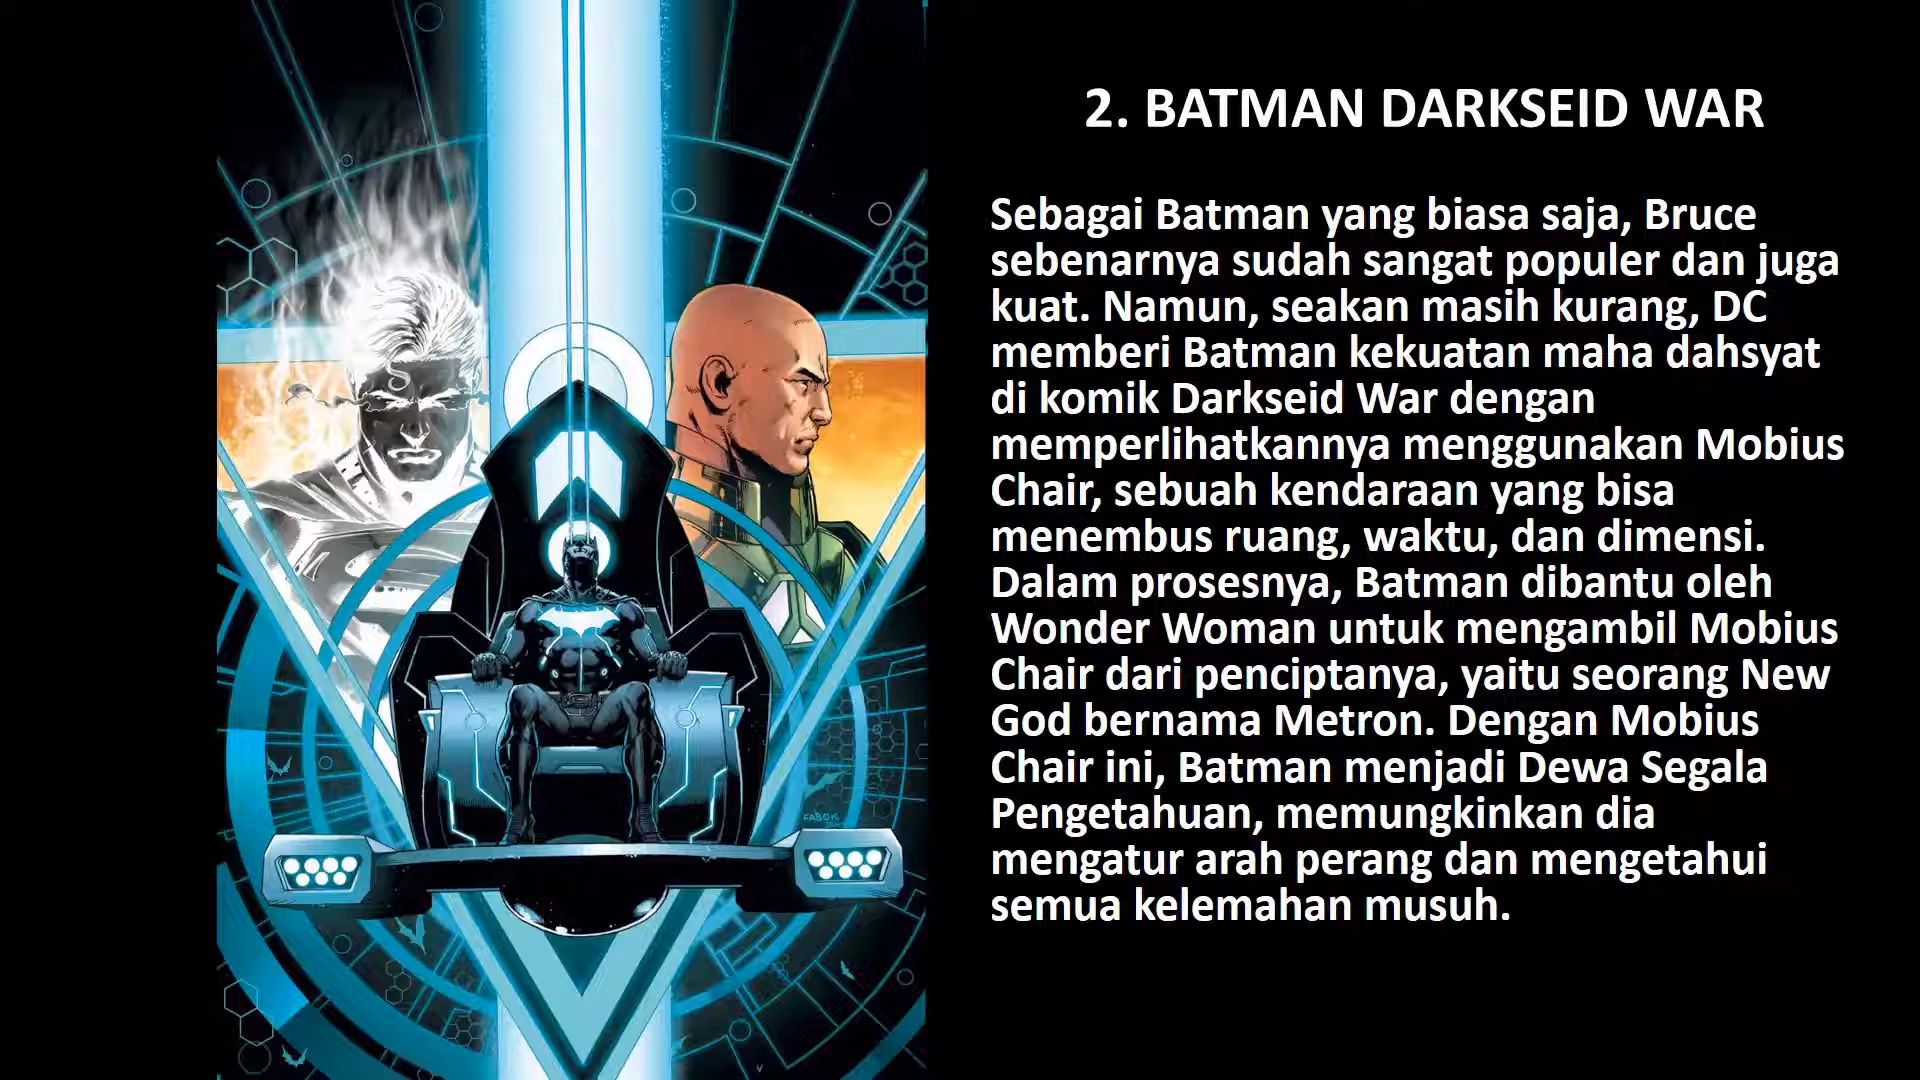 2. BATMAN DARKSEID WAR
Sebagai Batman yang biasa saja, Bruce
sebenarnya sudah sangat populer dan juga
kuat. Namun, seakan masih kurang, DC
memberi Batman kekuatan maha dahsyat
di komik Darkseid War dengan
memperlihatkannya menggunakan Mobius
Chair, sebuah kendaraan yang bisa
menembus ruang, waktu, dan dimensi.
Dalam prosesnya, Batman dibantu oleh
Wonder Woman untuk mengambil Mobius
Chair dari penciptanya, yaitu seorang New
God bernama Metron. Dengan Mobius
Chair ini, Batman menjadi Dewa Segala
Pengetahuan, memungkinkan dia
mengatur arah perang dan mengetahui
semua kelemahan musuh.
FABOK